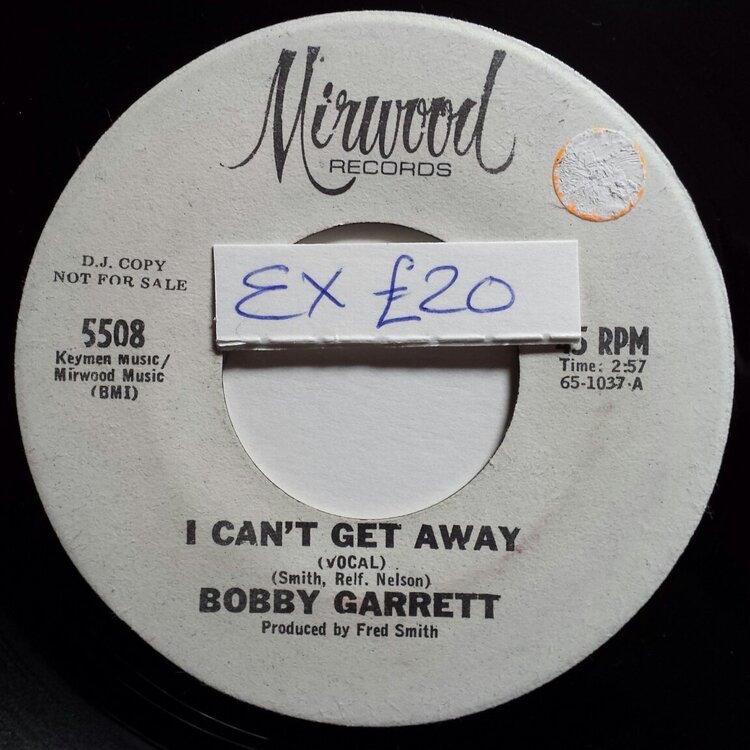 Mirwood
RECORDS
D.J. COPY
NOT FOR SALE
EX £20
5508
Keymen Music/
Mirwood Music
(BMI)
5 RPM
Time: 2:57
65-1037-A
I CAN'T GET AWAY
(VOCAL)
(Smith, Relf. Nelson)
BOBBY GARRETT
Produced by Fred Smith